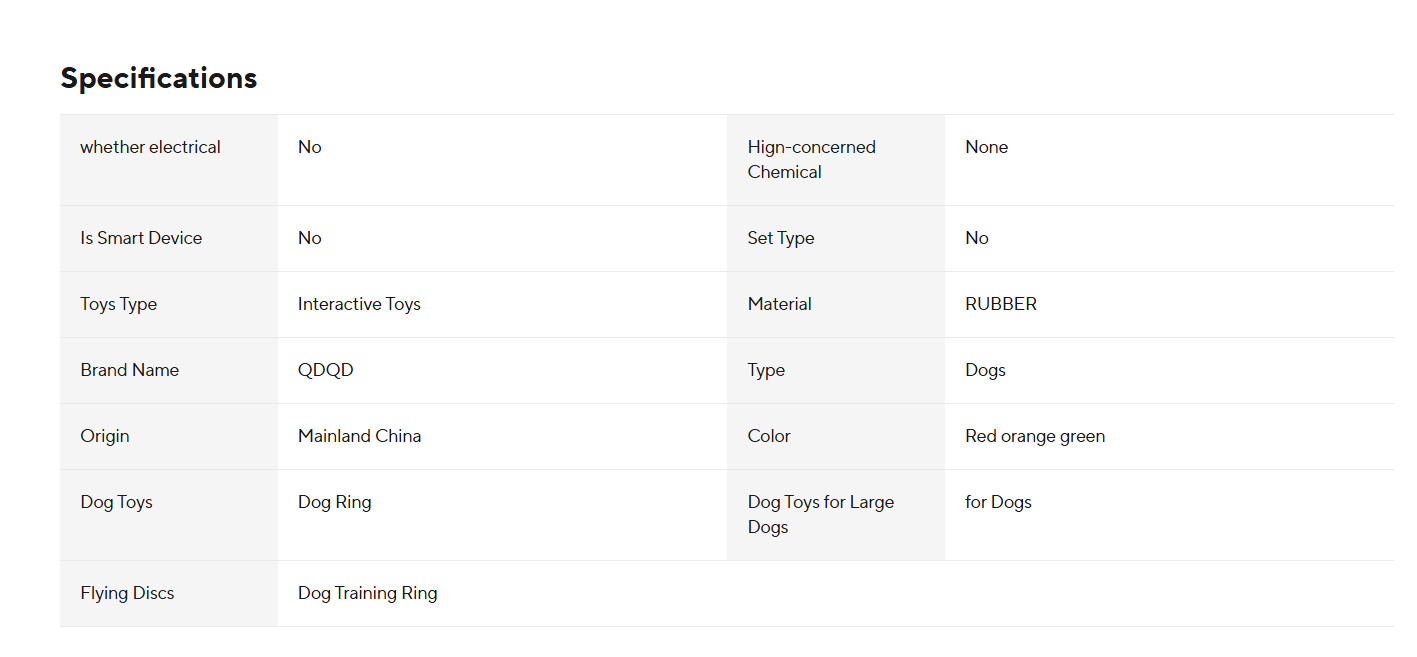 Specifications
whether electrical No Hign-concerned None
Chemical
Is Smart Device No Set Type No
Toys Type Interactive Toys Material RUBBER
Brand Name QDQD Type Dogs
Origin Mainland China Color Red orange green
Dog Toys Dog Ring Dog Toys for Large for Dogs
Dogs
Flying Discs Dog Training Ring